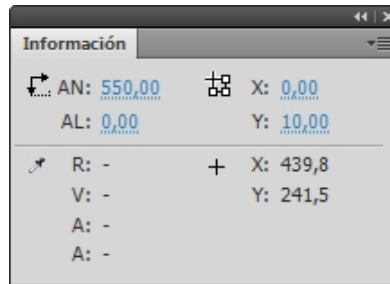 Información
AN: 550,00 X: 0,00
AL: 0,00 Y: 10,00
R: - X: 439,8
V: - Y: 241,5
A: -
A: -